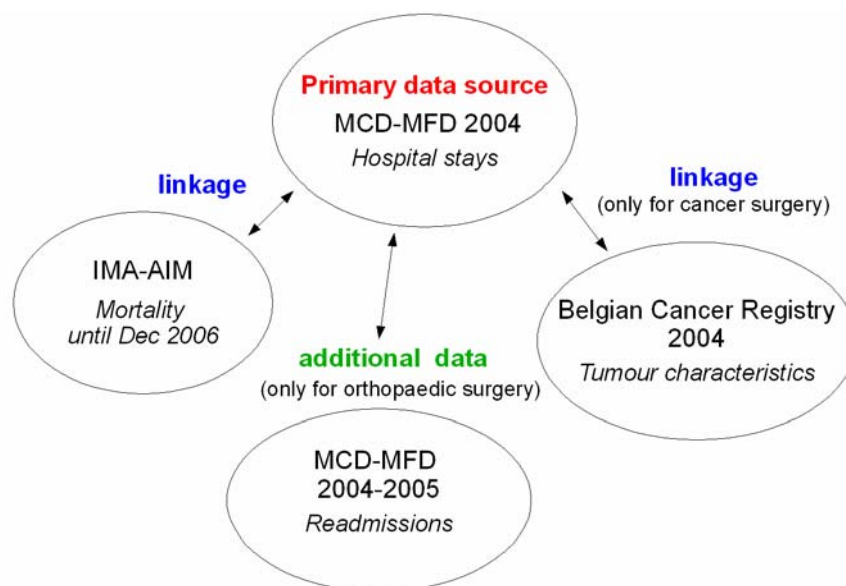 Primary data source
MCD-MFD 2004
Hospital stays
linkage
linkage
(only for cancer surgery)
IMA-AIM
Mortality
until Dec 2006
Belgian Cancer Registry
2004
Tumour characteristics
additional data
(only for orthopaedic surgery)
MCD-MFD
2004-2005
Readmissions